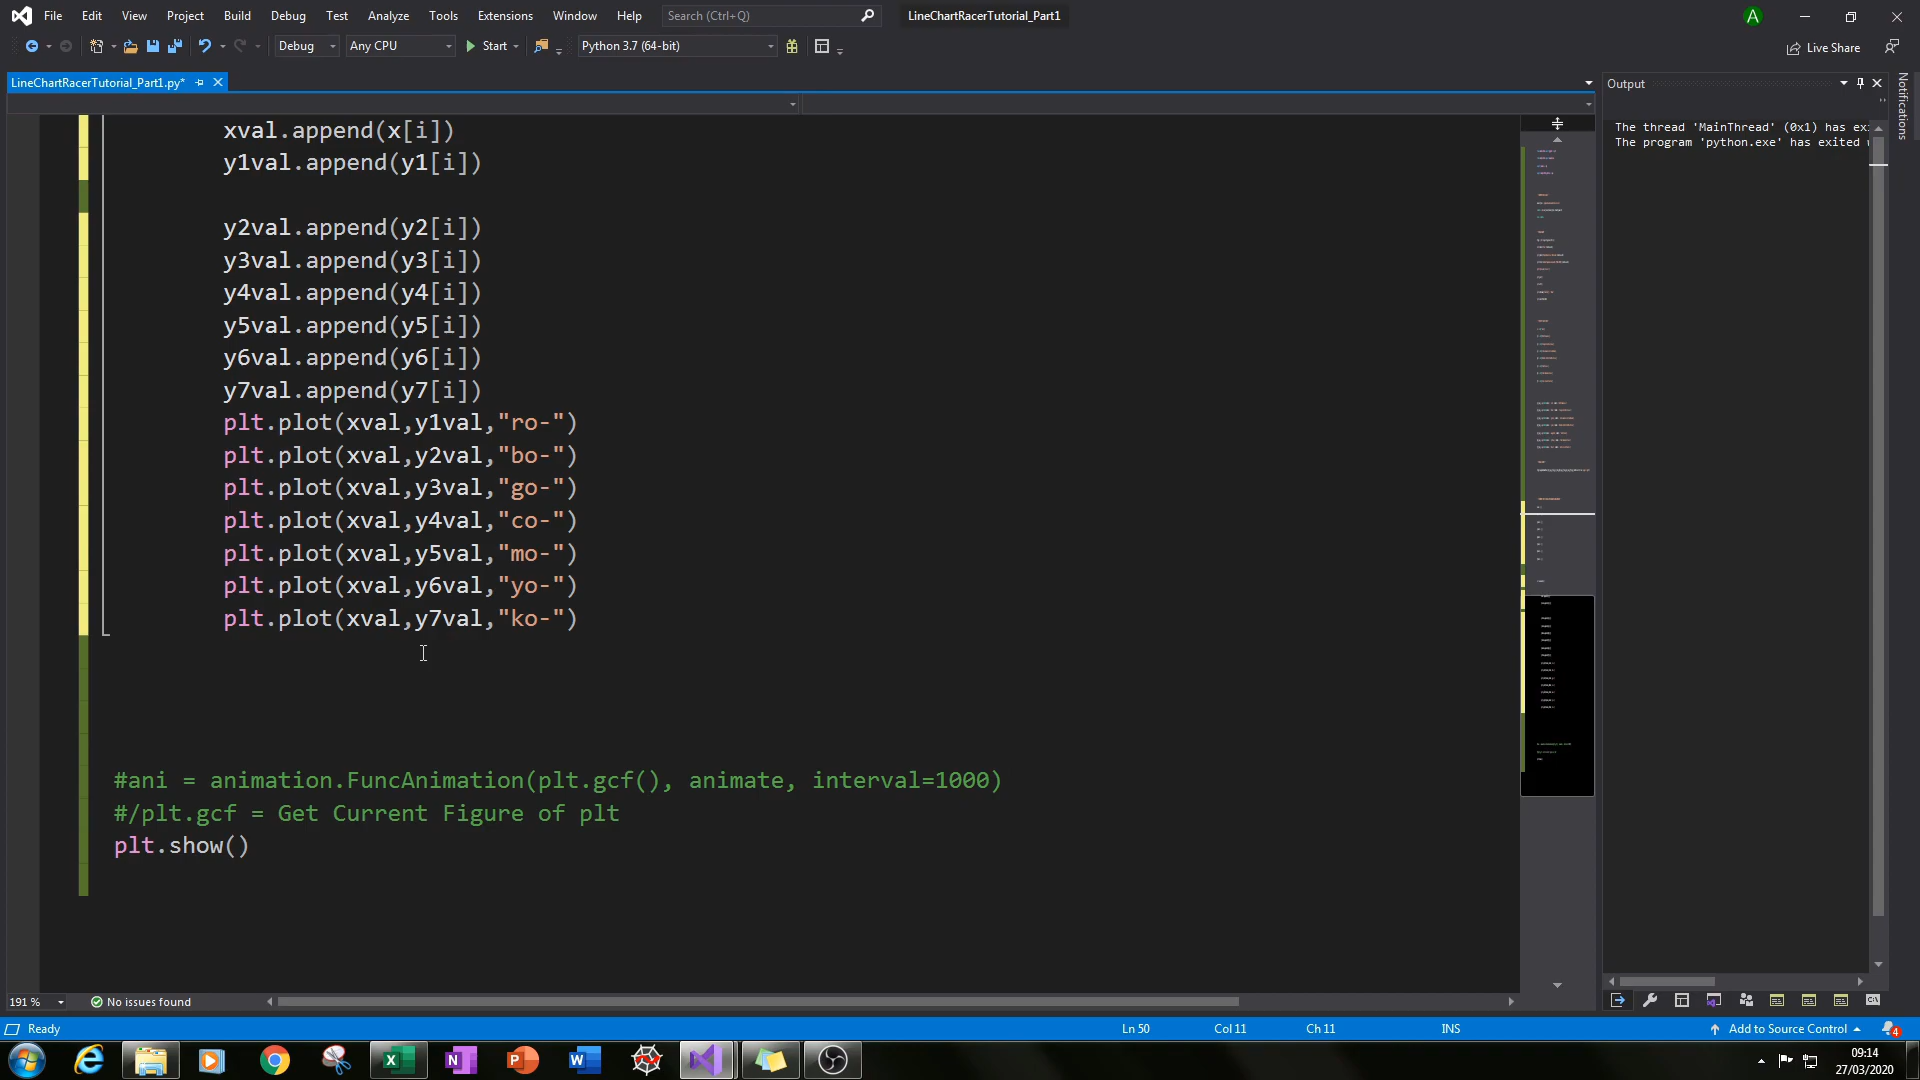 File Edit View Project Build Debug Test Analyze Tools Extensions Window Help Search (Ctrl+Q) LineChartRacerTutorial_Part1 A
Debug Any CPU Start Python 3.7 (64-bit) Live Share
LineChartRacerTutorial_Part1.py* Output
Notifications
xval.append(x[i])
y1val.append(y1[i])
y2val.append(y2[i])
y3val.append(y3[i])
y4val.append(y4[i])
y5val.append(y5[i])
y6val.append(y6[i])
y7val.append(y7[i])
plt.plot(xval,y1val,"ro-")
plt.plot(xval,y2val,"bo-")
plt.plot(xval,y3val,"go-")
plt.plot(xval,y4val,"co-")
plt.plot(xval,y5val,"mo-")
plt.plot(xval,y6val,"yo-")
plt.plot(xval,y7val,"ko-")
#ani = animation.FuncAnimation(plt.gcf(), animate, interval=1000)
#/plt.gcf = Get Current Figure of plt
plt.show()
The thread 'MainThread' (0x1) has
The program 'python.exe' has exited
191 % No issues found
Ready Ln 50 Col 11 Ch 11 INS Add to Source Control 4
09:14
27/03/2020